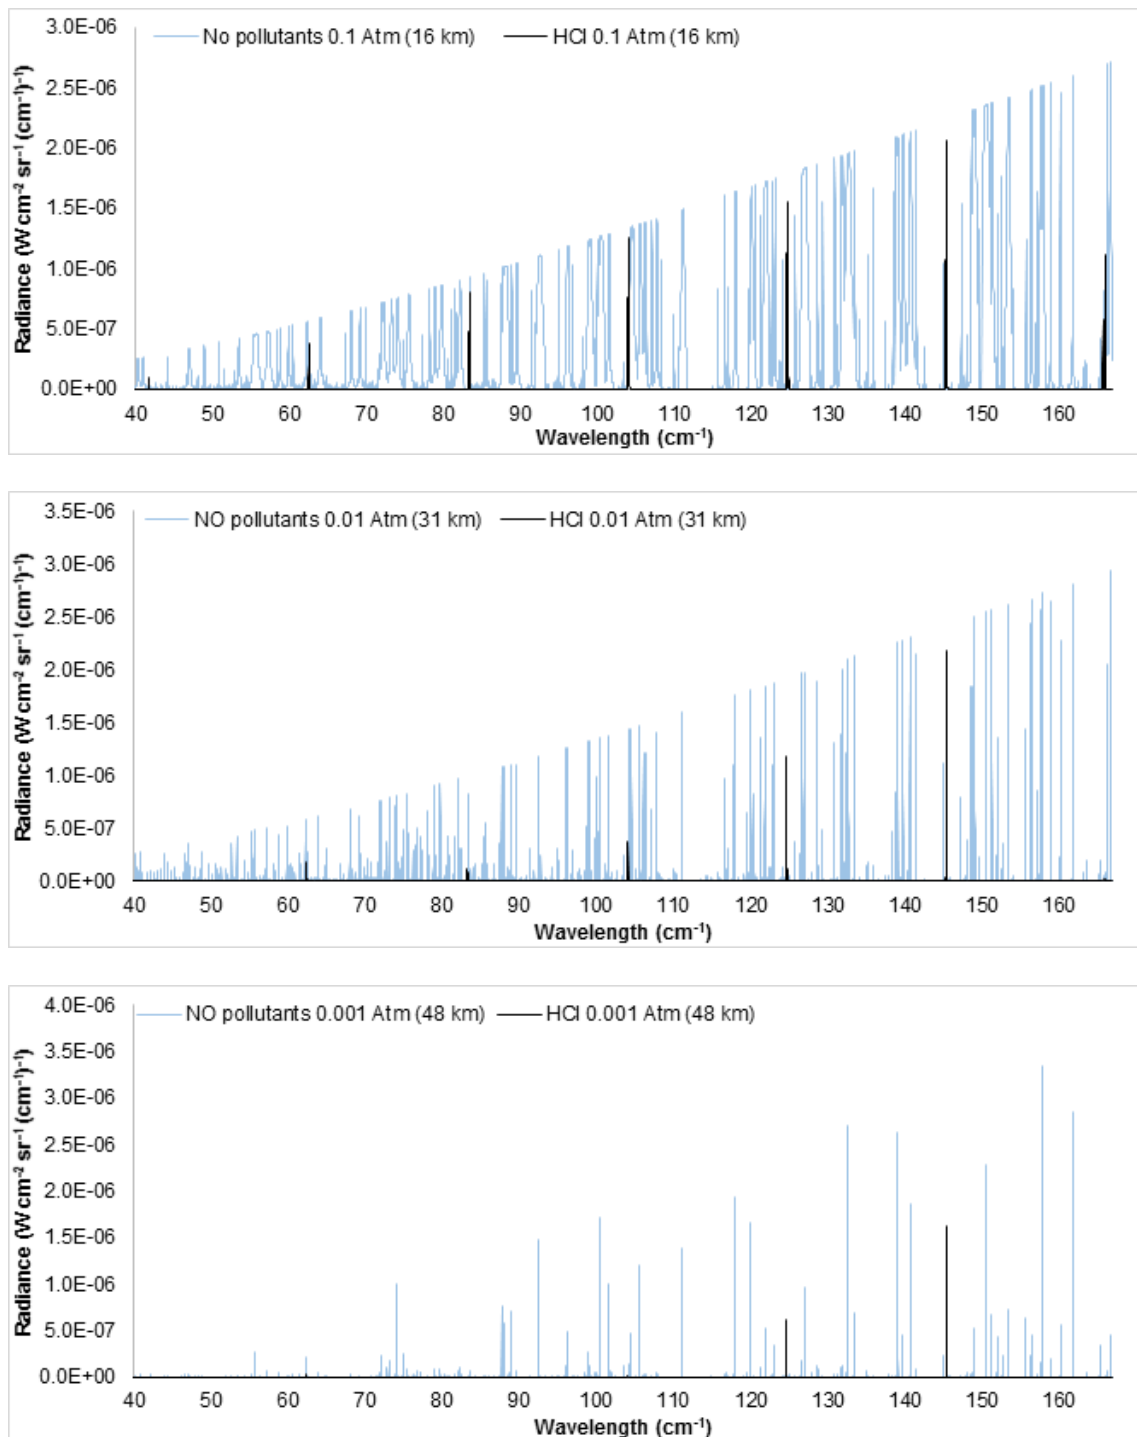 No pollutants 0.1 Atm (16 km) HCl 0.1 Atm (16 km)
Radiance (W cm⁻² sr⁻¹ (cm⁻¹)⁻¹)
3.0E-06
2.5E-06
2.0E-06
1.5E-06
1.0E-06
5.0E-07
0.0E+00
40 50 60 70 80 90 100 110 120 130 140 150 160
Wavelength (cm⁻¹)
NO pollutants 0.01 Atm (31 km) HCl 0.01 Atm (31 km)
Radiance (W cm⁻² sr⁻¹ (cm⁻¹)⁻¹)
3.5E-06
3.0E-06
2.5E-06
2.0E-06
1.5E-06
1.0E-06
5.0E-07
0.0E+00
40 50 60 70 80 90 100 110 120 130 140 150 160
Wavelength (cm⁻¹)
NO pollutants 0.001 Atm (48 km) HCl 0.001 Atm (48 km)
Radiance (W cm⁻² sr⁻¹ (cm⁻¹)⁻¹)
4.0E-06
3.5E-06
3.0E-06
2.5E-06
2.0E-06
1.5E-06
1.0E-06
5.0E-07
0.0E+00
40 50 60 70 80 90 100 110 120 130 140 150 160
Wavelength (cm⁻¹)